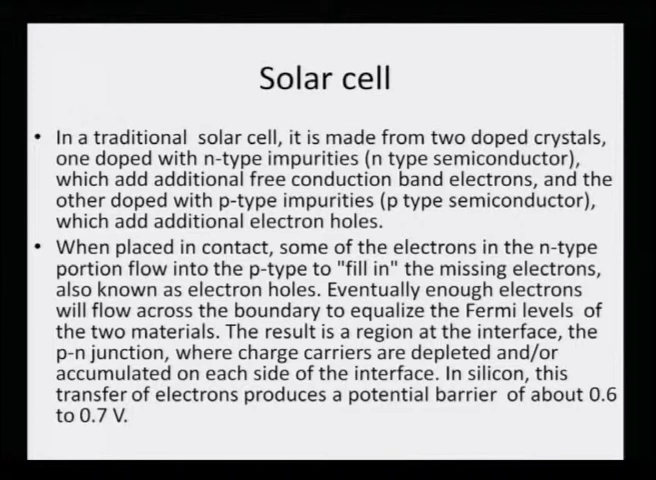 Solar cell
• In a traditional solar cell, it is made from two doped crystals,
one doped with n-type impurities (n type semiconductor),
which add additional free conduction band electrons, and the
other doped with p-type impurities (p type semiconductor),
which add additional electron holes.
• When placed in contact, some of the electrons in the n-type
portion flow into the p-type to "fill in" the missing electrons,
also known as electron holes. Eventually enough electrons
will flow across the boundary to equalize the Fermi levels of
the two materials. The result is a region at the interface, the
p-n junction, where charge carriers are depleted and/or
accumulated on each side of the interface. In silicon, this
transfer of electrons produces a potential barrier of about 0.6
to 0.7 V.